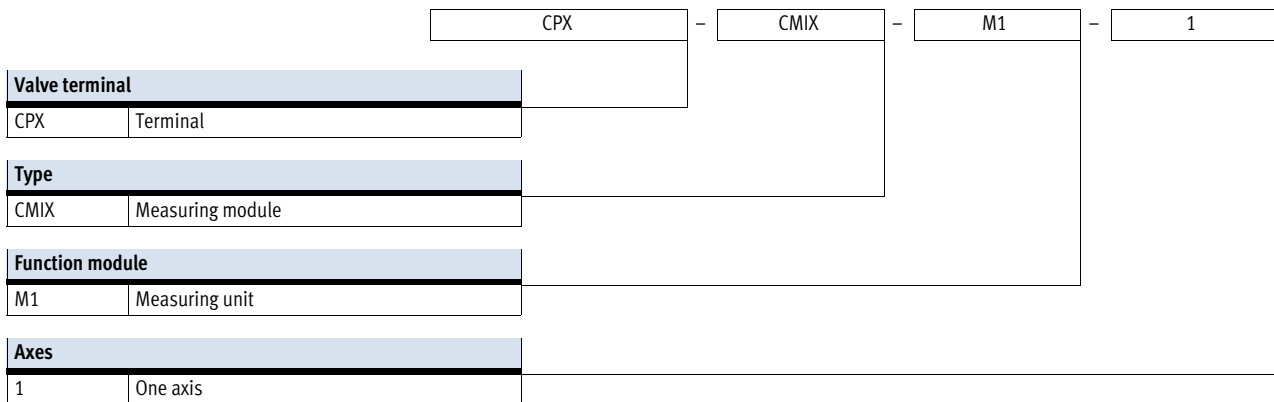 CPX – CMIX – M1 – 1
Valve terminal
CPX Terminal
Type
CMIX Measuring module
Function module
M1 Measuring unit
Axes
1 One axis